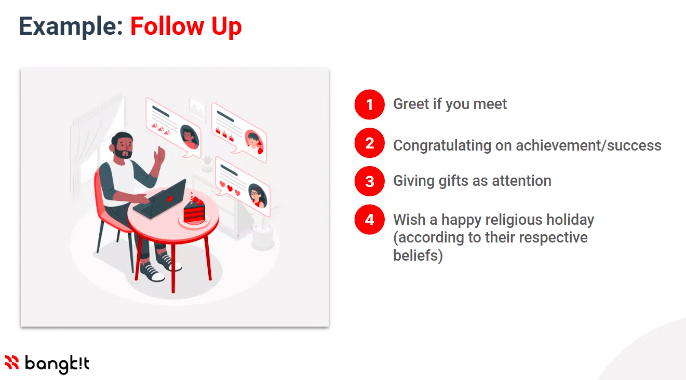 Example: Follow Up
1 Greet if you meet
2 Congratulating on achievement/success
3 Giving gifts as attention
4 Wish a happy religious holiday
(according to their respective
beliefs)
bangk!t